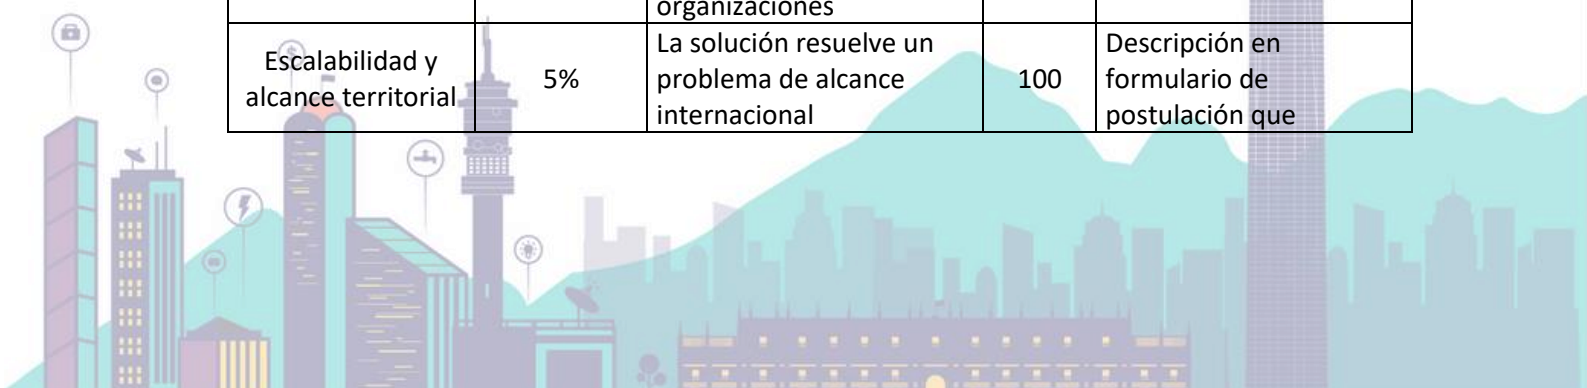 organizaciones
Escalabilidad y
alcance territorial
5%
La solución resuelve un
problema de alcance
internacional
100
Descripción en
formulario de
postulación que
$